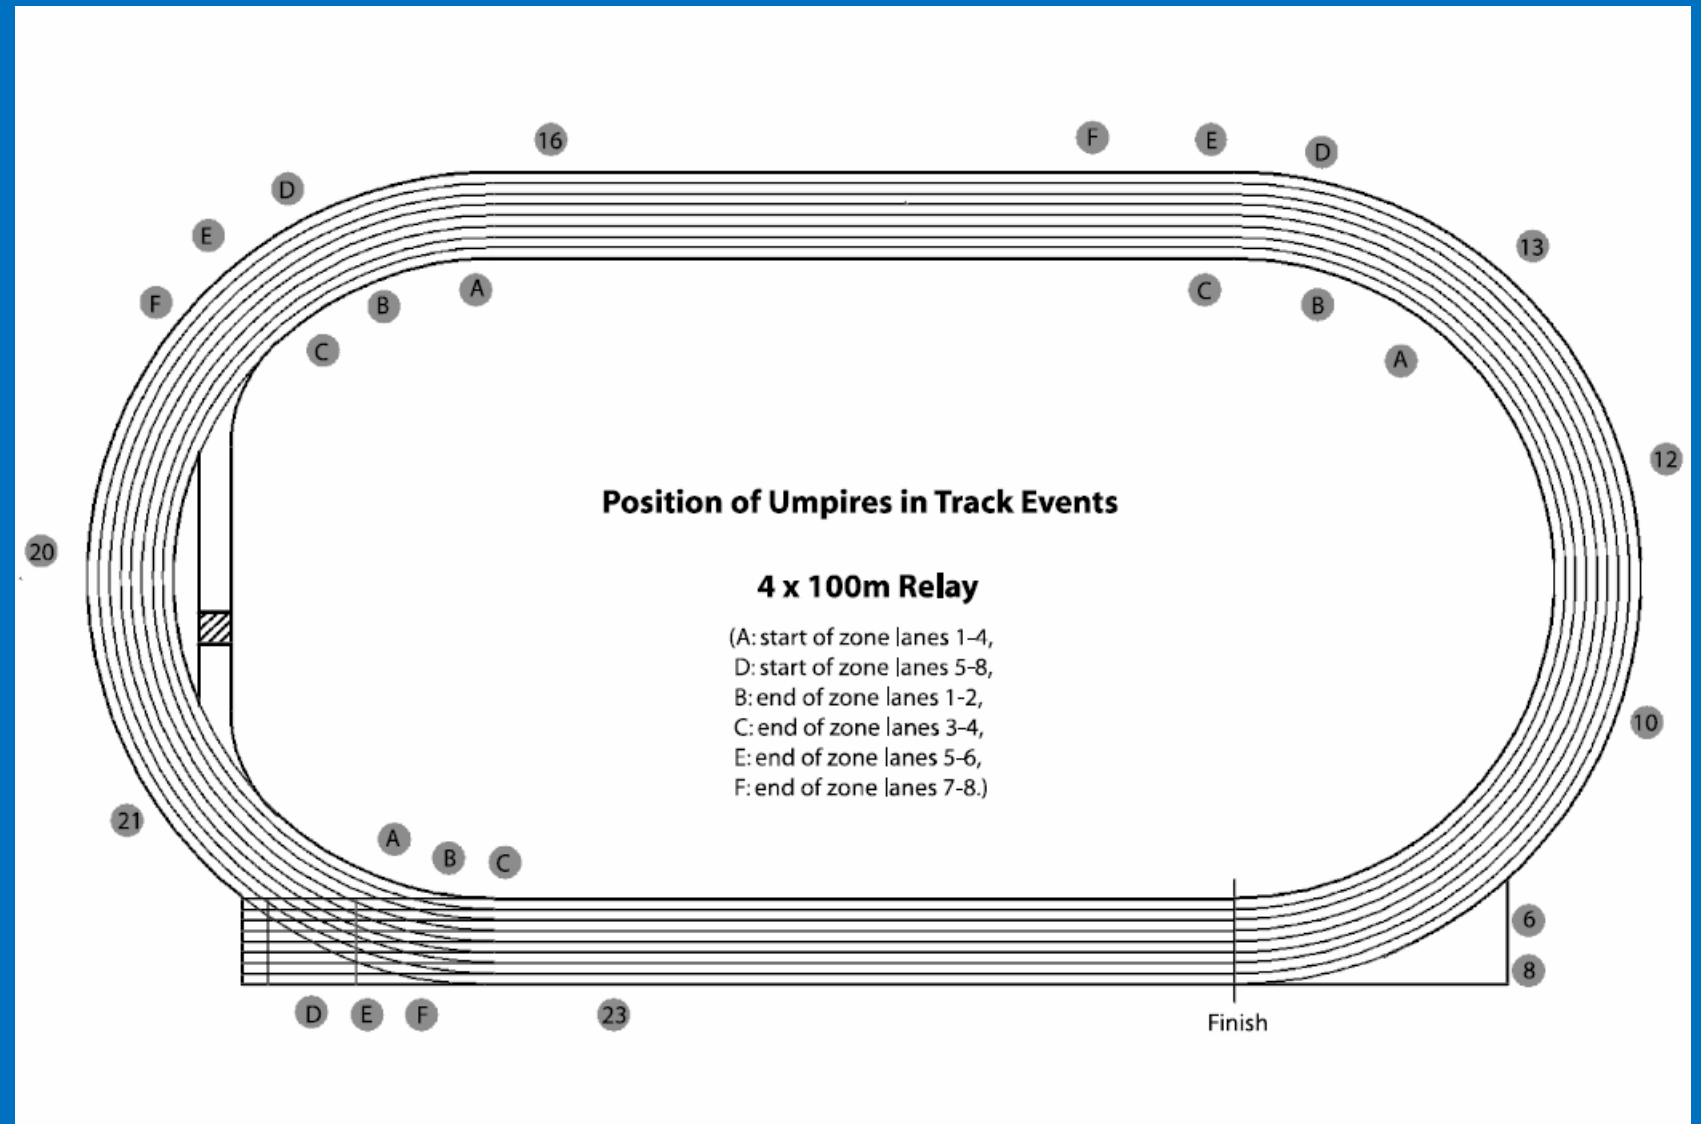 16
F
E
D
D
E
13
F
A
B
C
C
B
A
12
Position of Umpires in Track Events
20
4 x 100m Relay
(A: start of zone lanes 1-4,
D: start of zone lanes 5-8,
B: end of zone lanes 1-2,
10
C: end of zone lanes 3-4,
E: end of zone lanes 5-6,
F: end of zone lanes 7-8.)
21
A
B
C
6
8
D
E
F
23
Finish